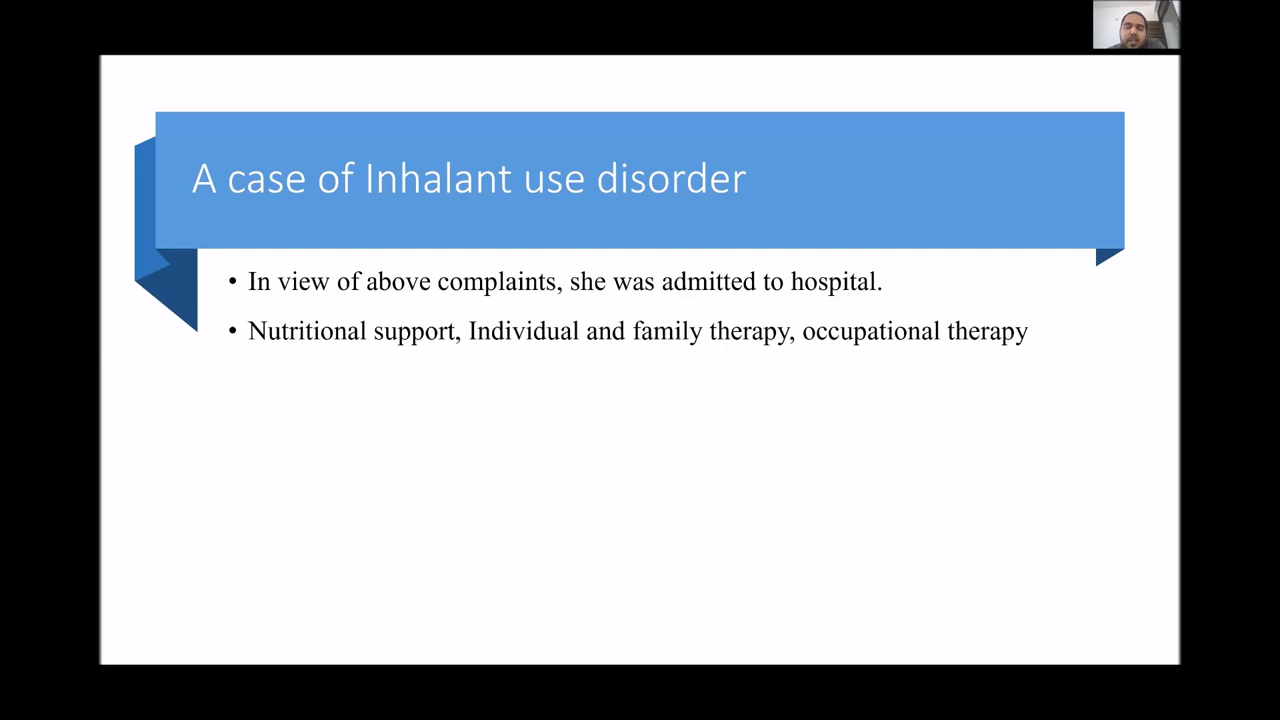 A case of Inhalant use disorder
• In view of above complaints, she was admitted to hospital.
• Nutritional support, Individual and family therapy, occupational therapy